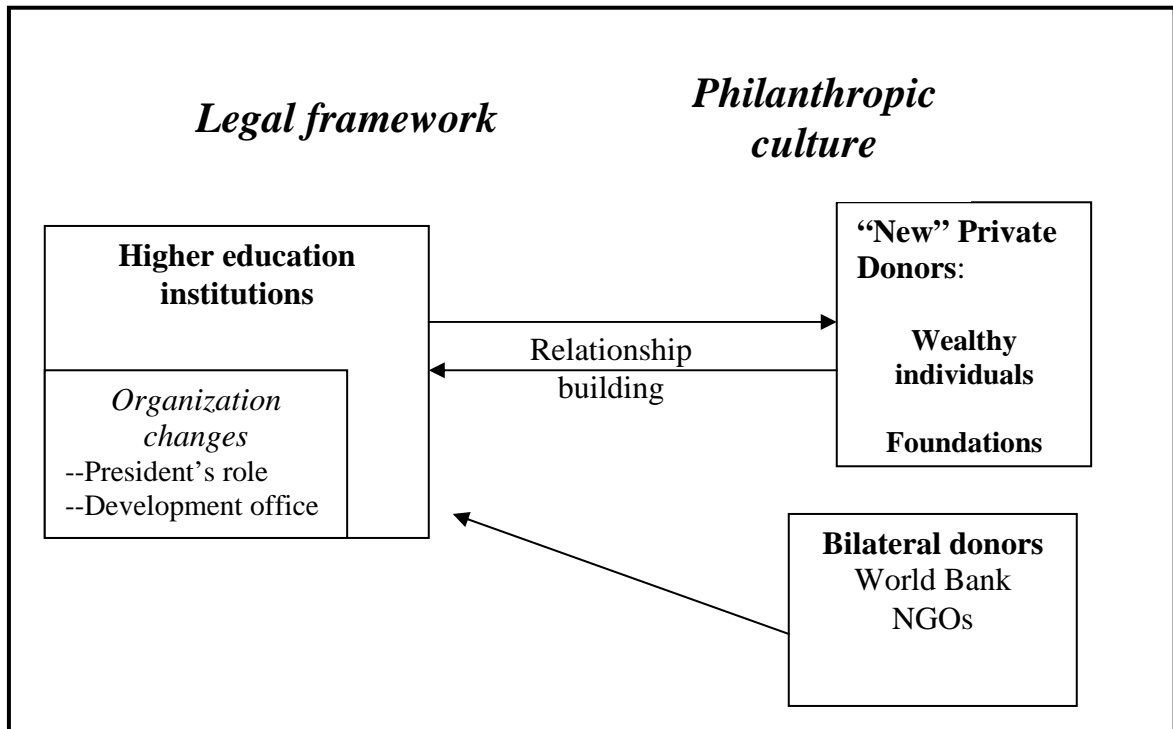 Legal framework
Philanthropic
culture
Higher education
institutions
Organization
changes
--President’s role
--Development office
Relationship
building
“New” Private
Donors:
Wealthy
individuals
Foundations
Bilateral donors
World Bank
NGOs